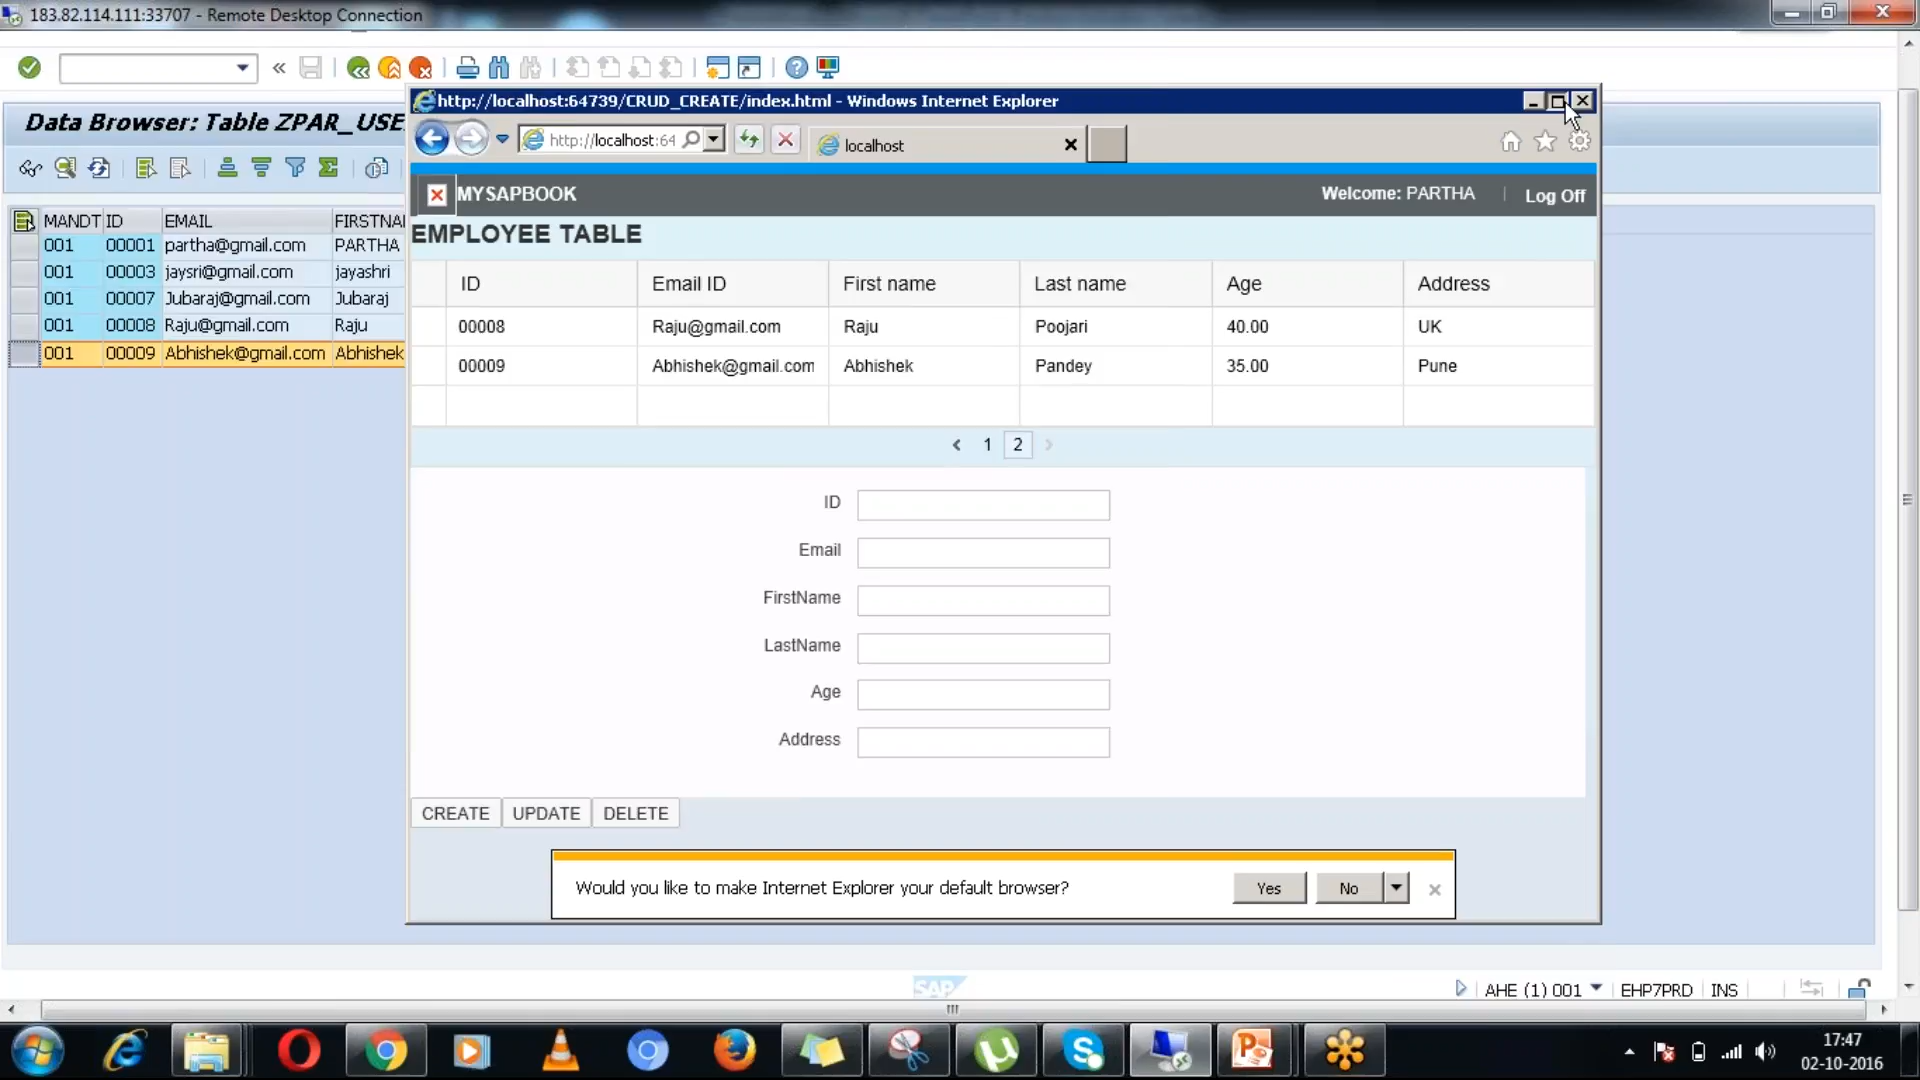 183.82.114.111:33707 - Remote Desktop Connection
http://localhost:64739/CRUD_CREATE/index.html - Windows Internet Explorer
Data Browser: Table ZPAR_USE
http://localhost:64
localhost
MYSAPBOOK
Welcome: PARTHA
Log Off
MANDT ID EMAIL FIRSTNA
001 00001 partha@gmail.com PARTHA
001 00003 jaysri@gmail.com jayashri
001 00007 Jubaraj@gmail.com Jubaraj
001 00008 Raju@gmail.com Raju
001 00009 Abhishek@gmail.com Abhishek
EMPLOYEE TABLE
ID Email ID First name Last name Age Address
00008 Raju@gmail.com Raju Poojari 40.00 UK
00009 Abhishek@gmail.com Abhishek Pandey 35.00 Pune
1 2
ID
Email
FirstName
LastName
Age
Address
CREATE UPDATE DELETE
Would you like to make Internet Explorer your default browser? Yes No
SAP
AHE (1) 001 EHP7PRD INS
17:47
02-10-2016